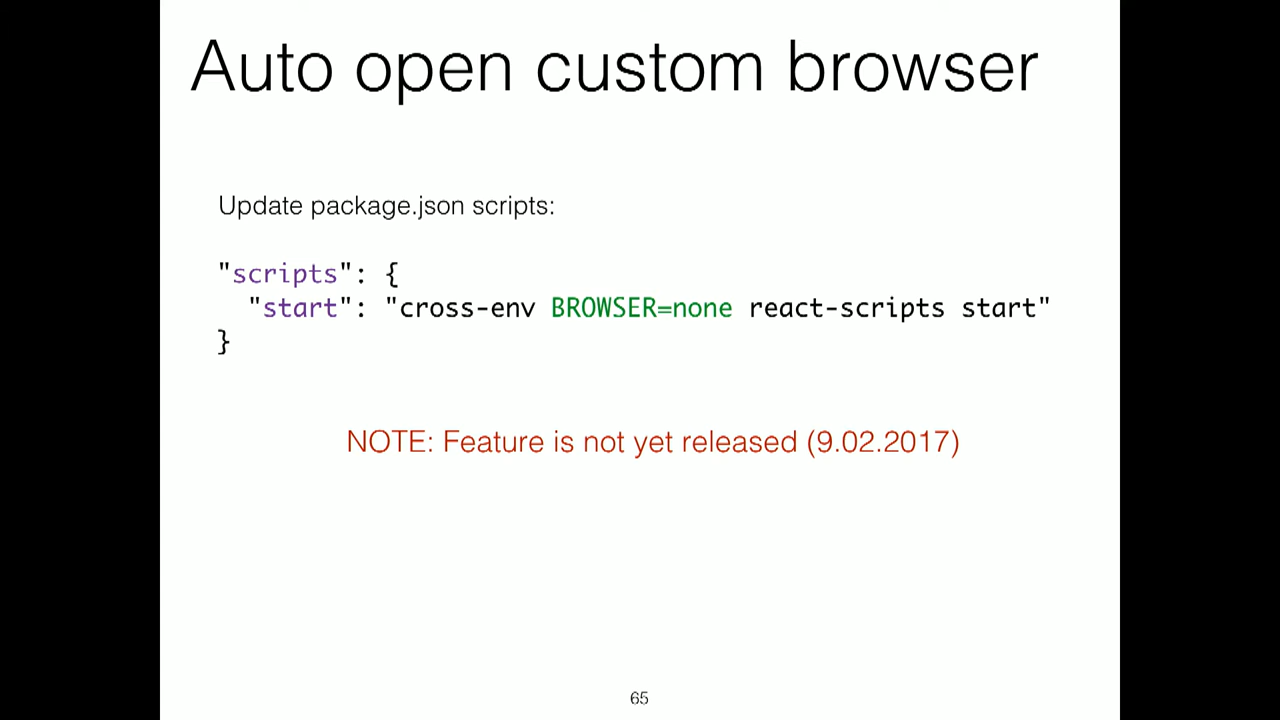 Auto open custom browser
Update package.json scripts:
"scripts": {
"start": "cross-env BROWSER=none react-scripts start"
}
NOTE: Feature is not yet released (9.02.2017)
65